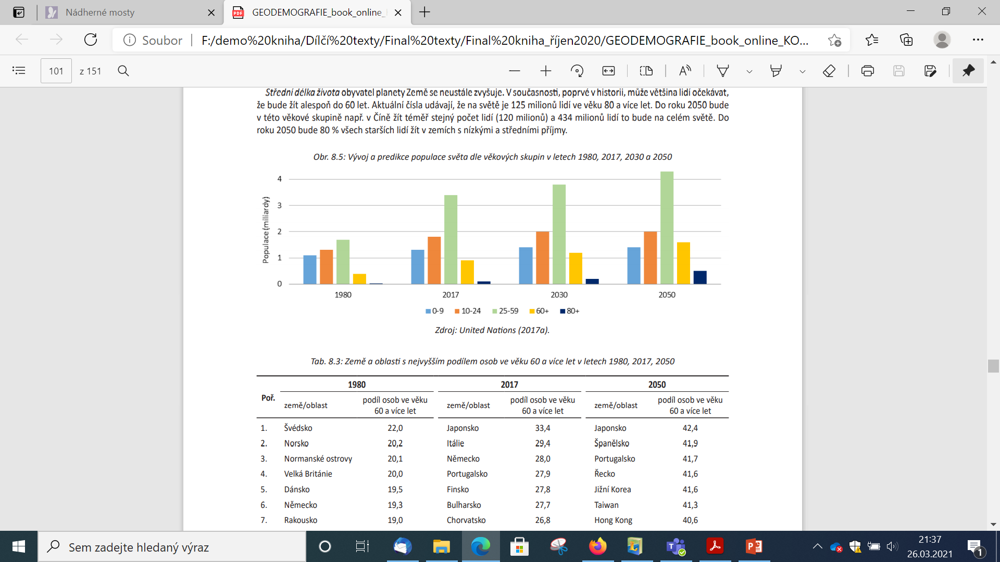 Nádherné mosty
GEODEMOGRAFIE_book_online_
Soubor
F:/demo%20kniha/Dílčí%20texty/Final%20texty/Final%20kniha_říjen2020/GEODEMOGRAFIE_book_online_KO...
101 z 151
Střední délka života obyvatel planety Země se neustále zvyšuje. V současnosti, poprvé v historii, může většina lidí očekávat,
že bude žít alespoň do 60 let. Aktuální čísla udávají, že na světě je 125 milionů lidí ve věku 80 a více let. Do roku 2050 bude
v této věkové skupině např. v Číně žít téměř stejný počet lidí (120 milionů) a 434 milionů lidí to bude na celém světě. Do
roku 2050 bude 80 % všech starších lidí žít v zemích s nízkými a středními příjmy.
Obr. 8.5: Vývoj a predikce populace světa dle věkových skupin v letech 1980, 2017, 2030 a 2050
Populace (miliardy)
4
3
2
1
0
1980 2017 2030 2050
0-9 10-24 25-59 60+ 80+
Zdroj: United Nations (2017a).
Tab. 8.3: Země a oblasti s nejvyšším podílem osob ve věku 60 a více let v letech 1980, 2017, 2050
1980 2017 2050
Poř.
země/oblast podíl osob ve věku 60 a více let země/oblast podíl osob ve věku 60 a více let země/oblast podíl osob ve věku 60 a více let
1. Švédsko 22,0 Japonsko 33,4 Japonsko 42,4
2. Norsko 20,2 Itálie 29,4 Španělsko 41,9
3. Normanské ostrovy 20,1 Německo 28,0 Portugalsko 41,7
4. Velká Británie 20,0 Portugalsko 27,9 Řecko 41,6
5. Dánsko 19,5 Finsko 27,8 Jižní Korea 41,6
6. Německo 19,3 Bulharsko 27,7 Taiwan 41,3
7. Rakousko 19,0 Chorvatsko 26,8 Hong Kong 40,6
Sem zadejte hledaný výraz
21:37
26.03.2021
1